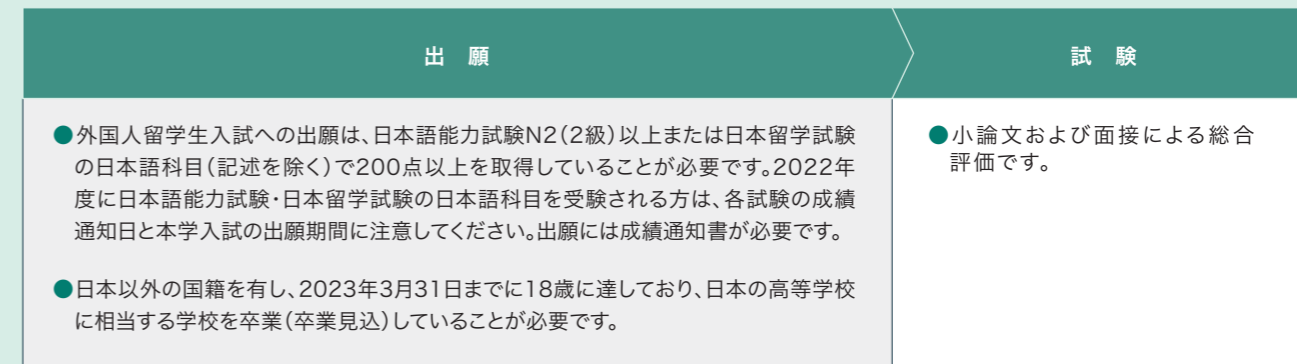 出 願
●外国人留学生入試への出願は、日本語能力試験N2(2級)以上または日本留学試験
の日本語科目(記述を除く)で200点以上を取得していることが必要です。2022年
度に日本語能力試験・日本留学試験の日本語科目を受験される方は、各試験の成績
通知日と本学入試の出願期間に注意してください。出願には成績通知書が必要です。
●日本以外の国籍を有し、2023年3月31日までに18歳に達しており、日本の高等学校
に相当する学校を卒業(卒業見込)していることが必要です。
試 験
●小論文および面接による総合
評価です。